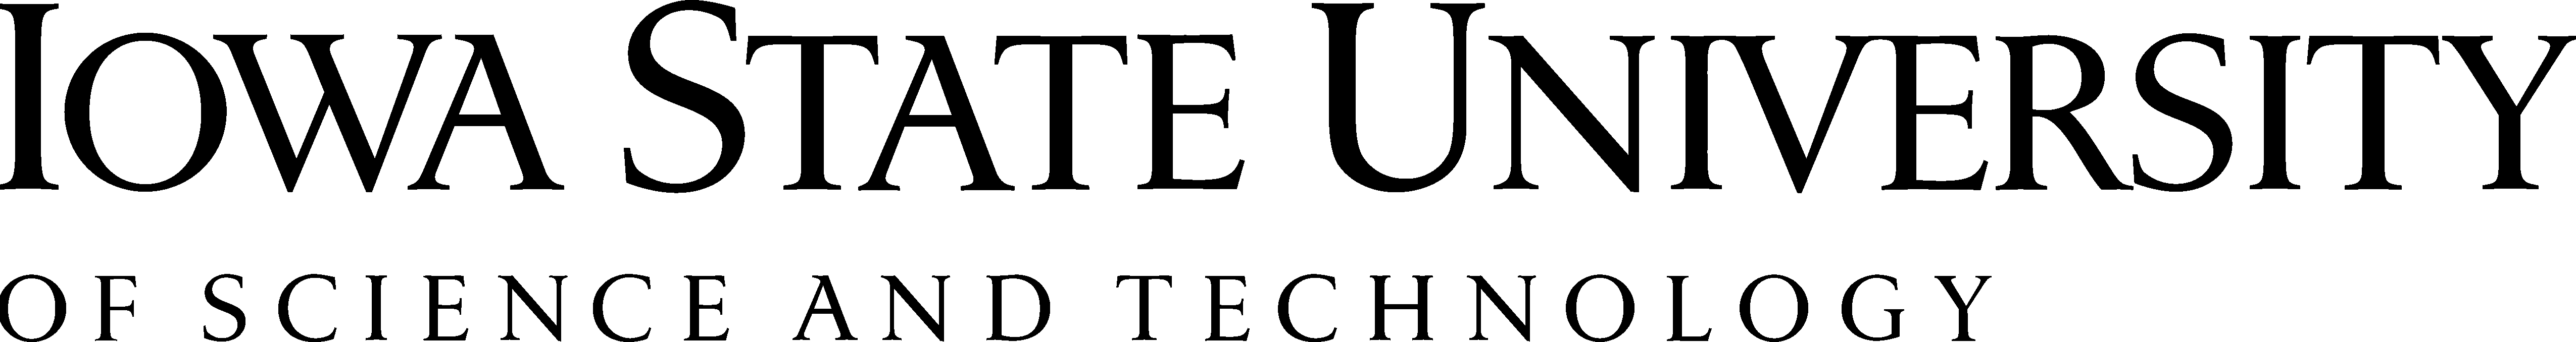 IOWA STATE UNIVERSITY
OF SCIENCE AND TECHNOLOGY